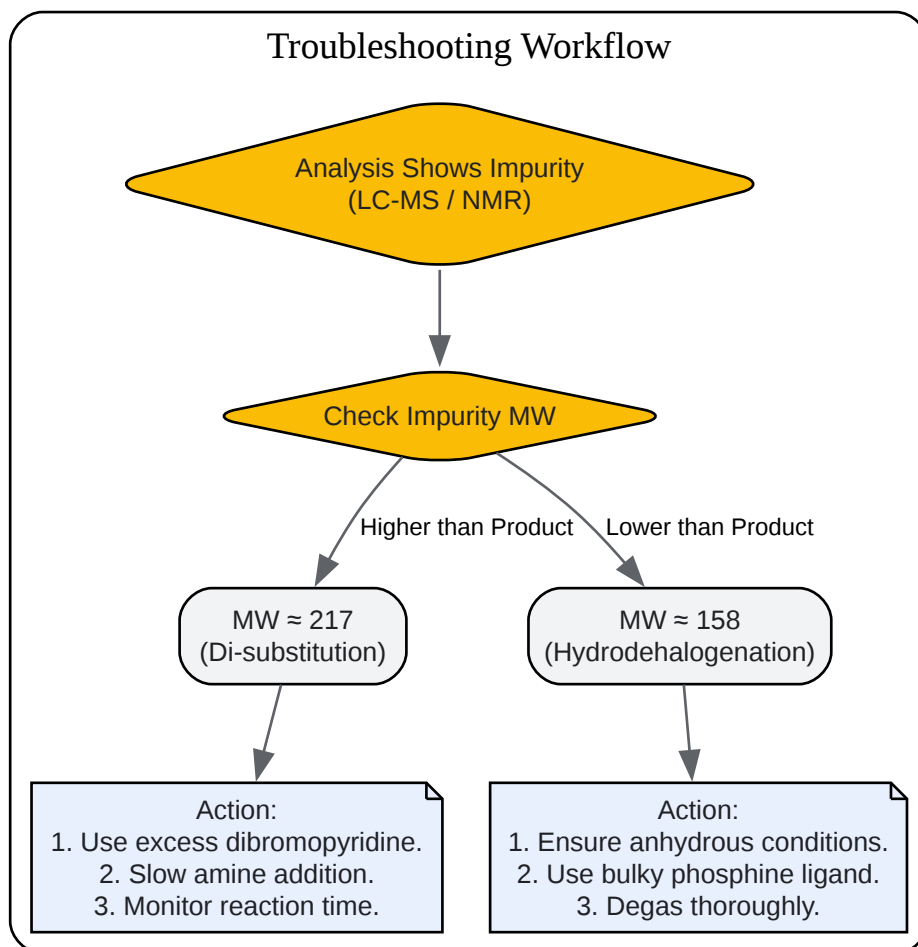 Troubleshooting Workflow
Analysis Shows Impurity
(LC-MS / NMR)
Check Impurity MW
Higher than Product
Lower than Product
MW ≈ 217
(Di-substitution)
MW ≈ 158
(Hydrodehalogenation)
Action:
1. Use excess dibromopyridine.
2. Slow amine addition.
3. Monitor reaction time.
Action:
1. Ensure anhydrous conditions.
2. Use bulky phosphine ligand.
3. Degas thoroughly.